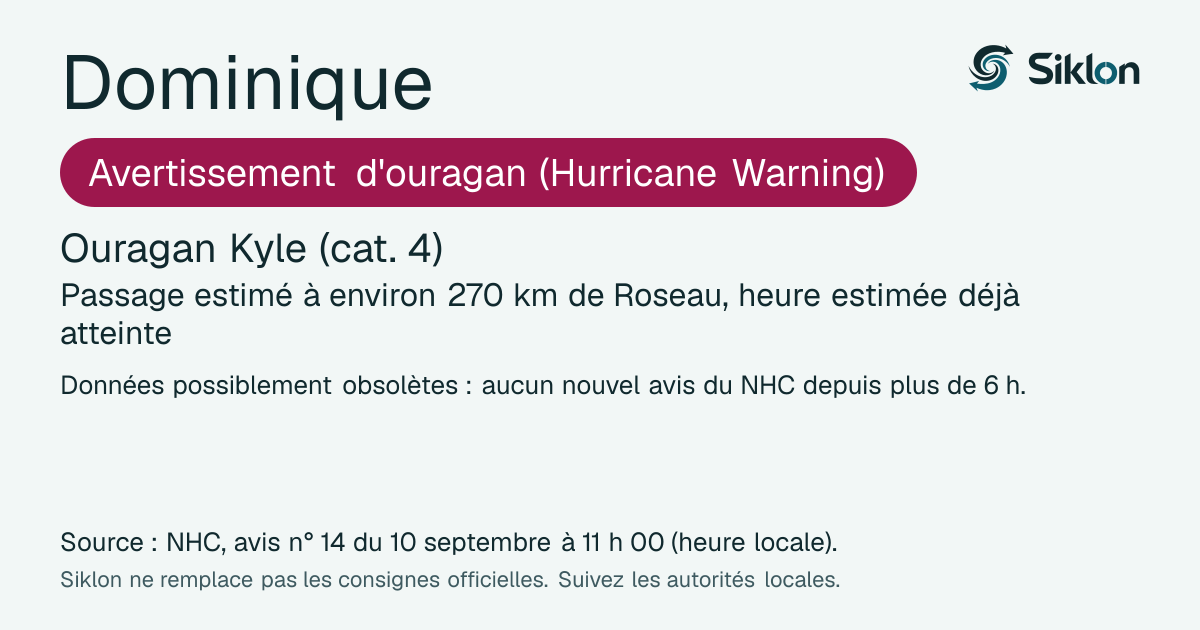 Dominique
Siklon
Avertissement d'ouragan (Hurricane Warning)
Ouragan Kyle (cat. 4)
Passage estimé à environ 270 km de Roseau, heure estimée déjà
atteinte
Données possiblement obsolètes : aucun nouvel avis du NHC depuis plus de 6 h.
Source : NHC, avis n° 14 du 10 septembre à 11 h 00 (heure locale).
Siklon ne remplace pas les consignes officielles. Suivez les autorités locales.